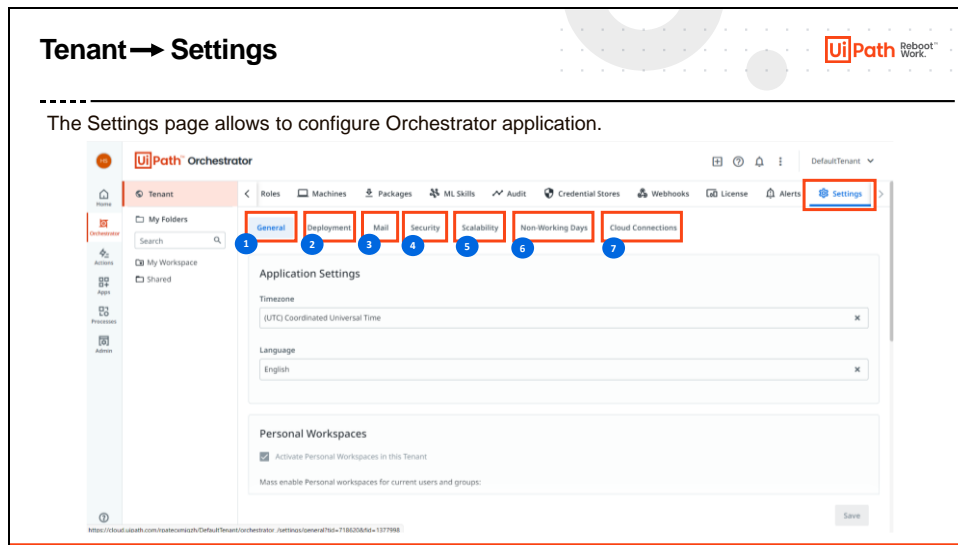 Tenant → Settings
UiPath™ Reboot Work.™
The Settings page allows to configure Orchestrator application.
HS
UiPath™ Orchestrator
DefaultTenant
Home
Tenant
Roles Machines Packages ML Skills Audit Credential Stores Webhooks License Alerts Settings
My Folders
General Deployment Mail Security Scalability Non-Working Days Cloud Connections
1 2 3 4 5 6 7
Orchestrator
Search
Actions
My Workspace
Shared
Apps
Processes
Admin
Application Settings
Timezone
(UTC) Coordinated Universal Time
Language
English
Personal Workspaces
Activate Personal Workspaces in this Tenant
Mass enable Personal workspaces for current users and groups:
Save